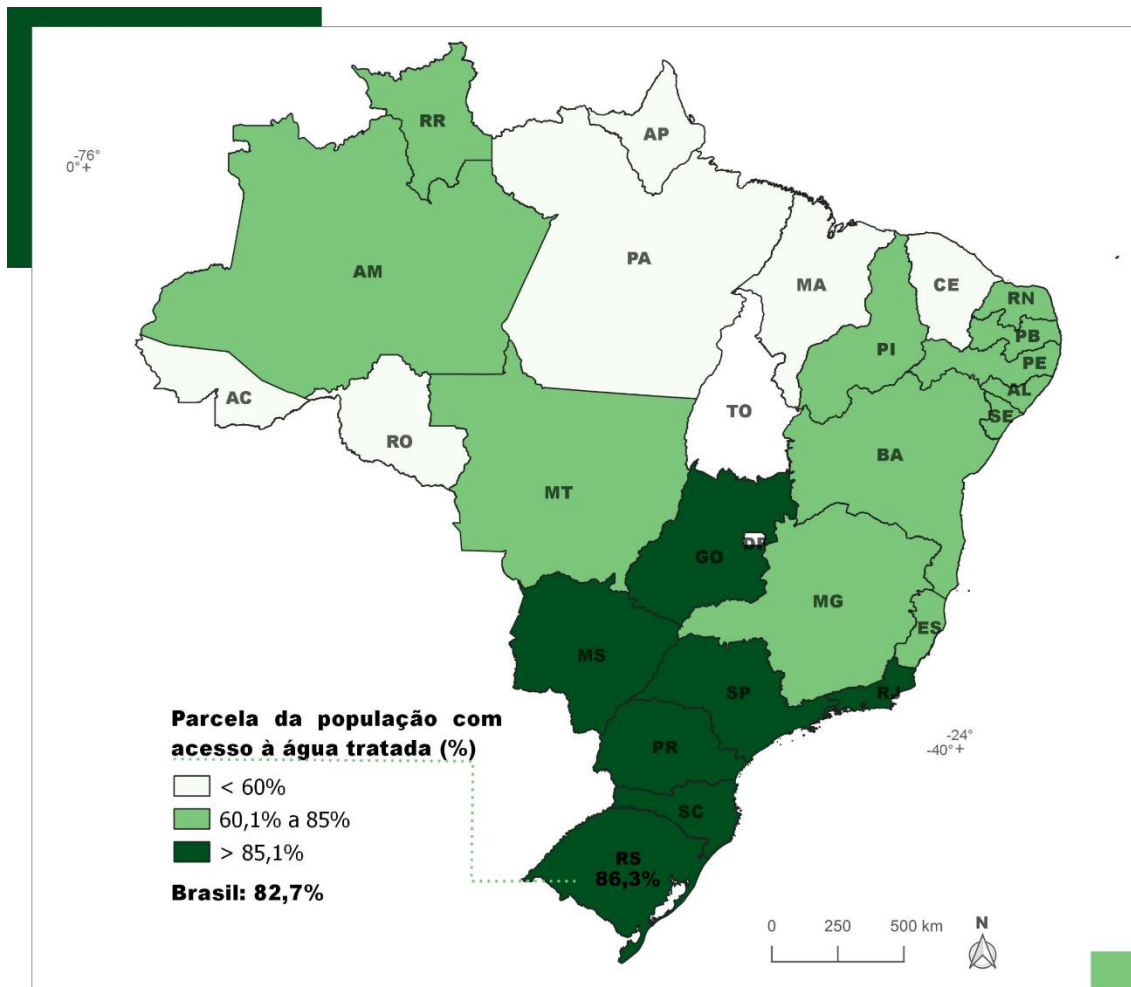 RR
AP
-76°
0°+
AM
PA
MA
CE
RN
PB
PE
AL
SE
PI
AC
RO
TO
BA
MT
GO
DF
MG
ES
MS
SP
RJ
PR
SC
RS
86,3%
-24°
-40°+
Parcela da população com
acesso à água tratada (%)
< 60%
60,1% a 85%
> 85,1%
Brasil: 82,7%
0 250 500 km
N